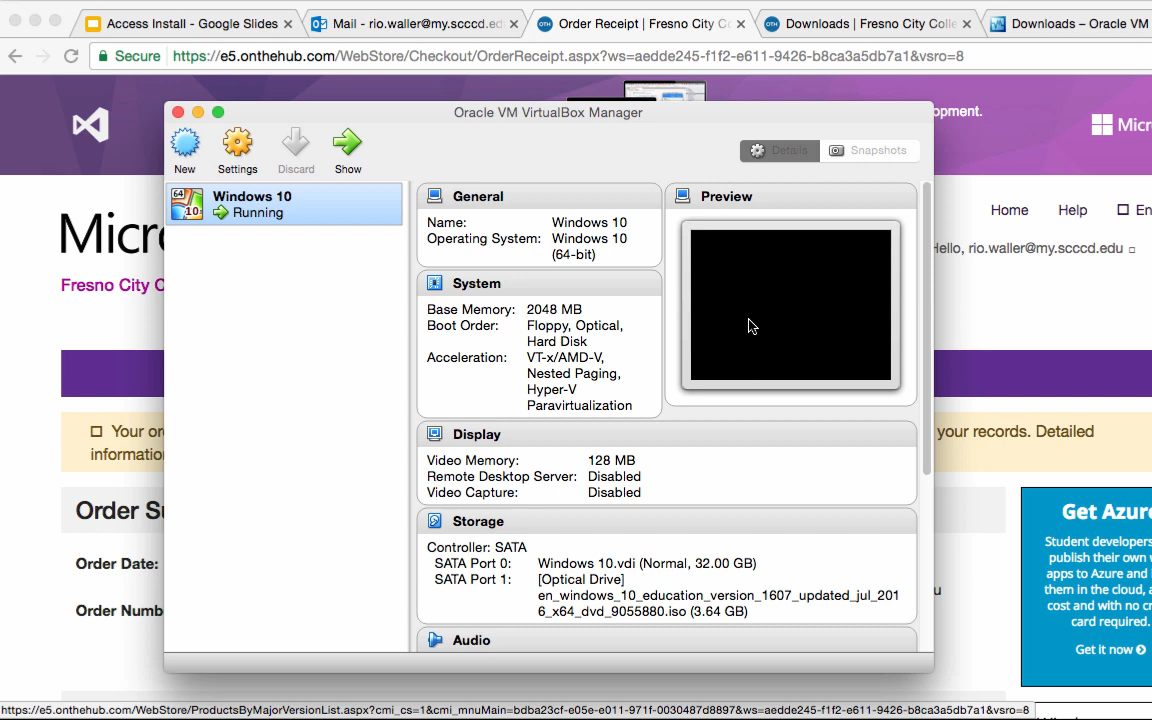 Access Install - Google Slides
Mail - rio.waller@my.scccd.ed
Order Receipt | Fresno City C
Downloads | Fresno City Colle
Downloads – Oracle VM
Secure https://e5.onthehub.com/WebStore/Checkout/OrderReceipt.aspx?ws=aedde245-f1f2-e611-9426-b8ca3a5db7a1&vsro=8
opment.
Micr
Oracle VM VirtualBox Manager
New Settings Discard Show
Details Snapshots
64
10
Windows 10
Running
General
Name: Windows 10
Operating System: Windows 10
(64-bit)
Preview
System
Base Memory: 2048 MB
Boot Order: Floppy, Optical,
Hard Disk
Acceleration: VT-x/AMD-V,
Nested Paging,
Hyper-V
Paravirtualization
Display
Video Memory: 128 MB
Remote Desktop Server: Disabled
Video Capture: Disabled
Storage
Controller: SATA
SATA Port 0: Windows 10.vdi (Normal, 32.00 GB)
SATA Port 1: [Optical Drive]
en_windows_10_education_version_1607_updated_jul_201
6_x64_dvd_9055880.iso (3.64 GB)
Audio
Micr
Fresno City C
Home Help En
Hello, rio.waller@my.scccd.edu
Your or
your records. Detailed
informatio
Order Su
Order Date:
Order Numb
u
Get Azur
Student developers
publish their own w
apps to Azure and
them in the cloud, a
cost and with no cr
card required.
Get it now
https://e5.onthehub.com/WebStore/ProductsByMajorVersionList.aspx?cmi_cs=1&cmi_mnuMain=bdba23cf-e05e-e011-971f-0030487d8897&ws=aedde245-f1f2-e611-9426-b8ca3a5db7a1&vsro=8